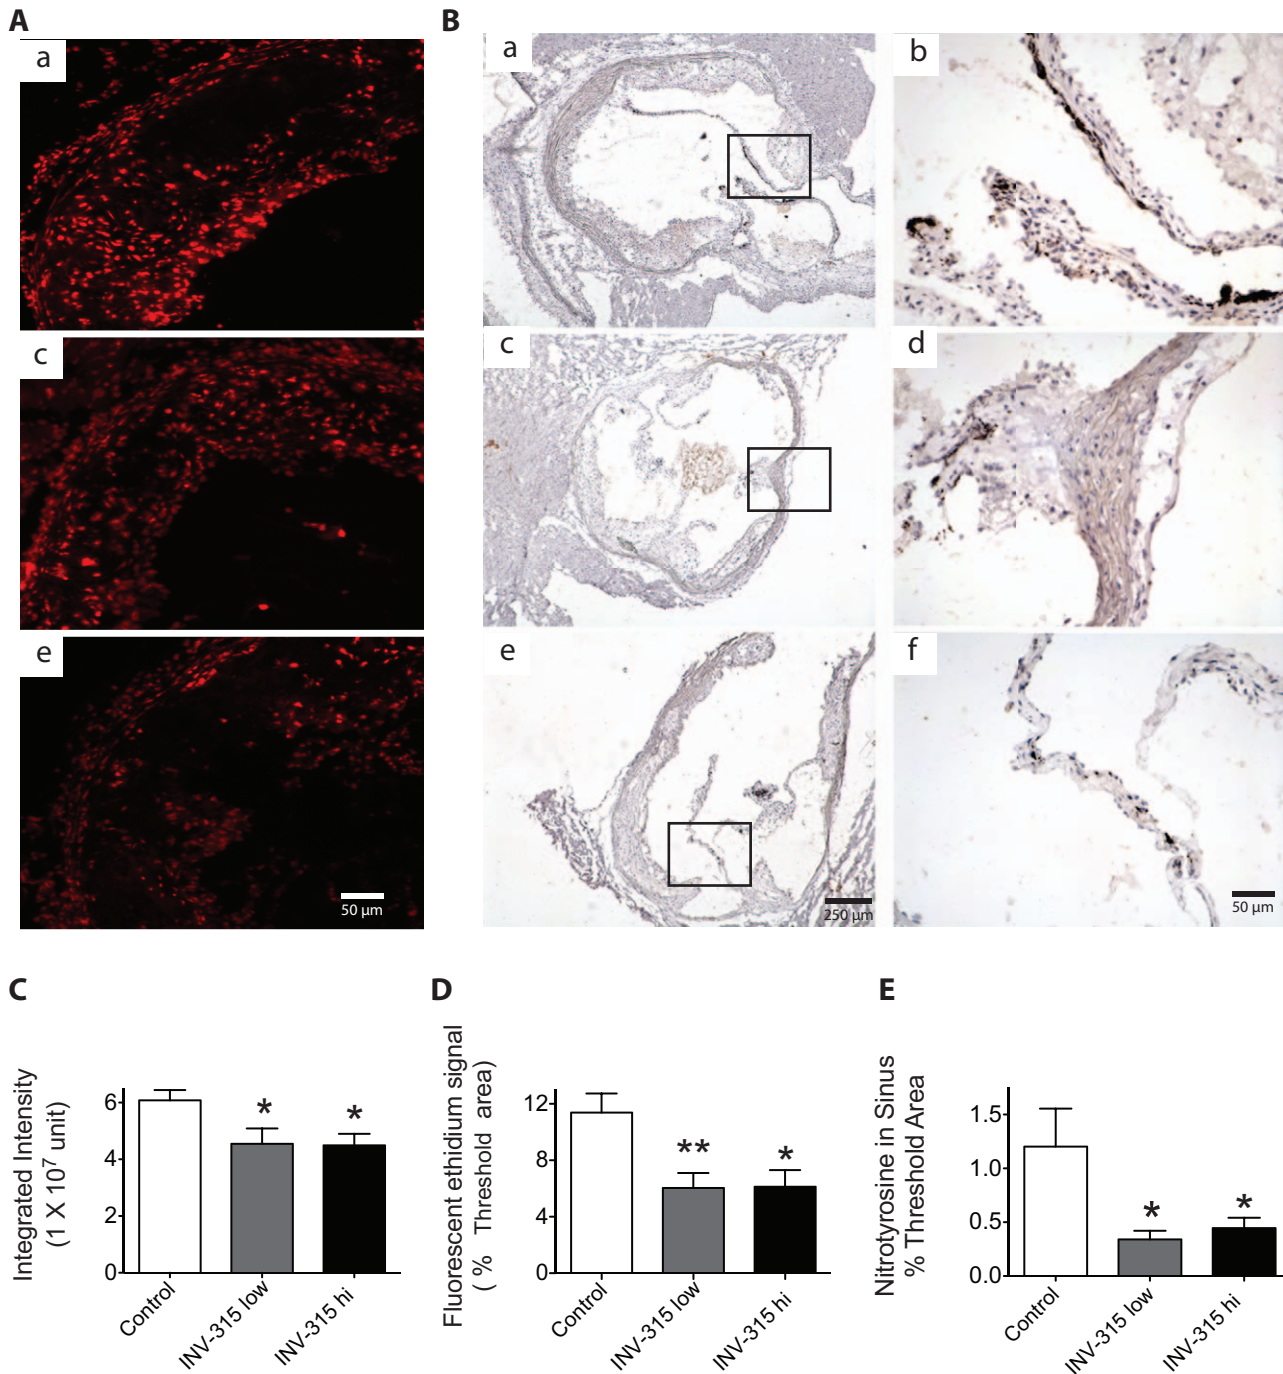 A
B
a
a
b
c
c
d
e
e
f
50 µm
250 µm
50 µm
C
D
E
Integrated Intensity
(1 X 10⁷ unit)
6
4
2
0
*
*
Control
INV-315 low
INV-315 hi
Fluorescent ethidium signal
( % Threshold area)
12
8
4
0
**
*
Control
INV-315 low
INV-315 hi
Nitrotyrosine in Sinus
% Threshold Area
1.5
1.0
0.5
0.0
*
*
Control
INV-315 low
INV-315 hi